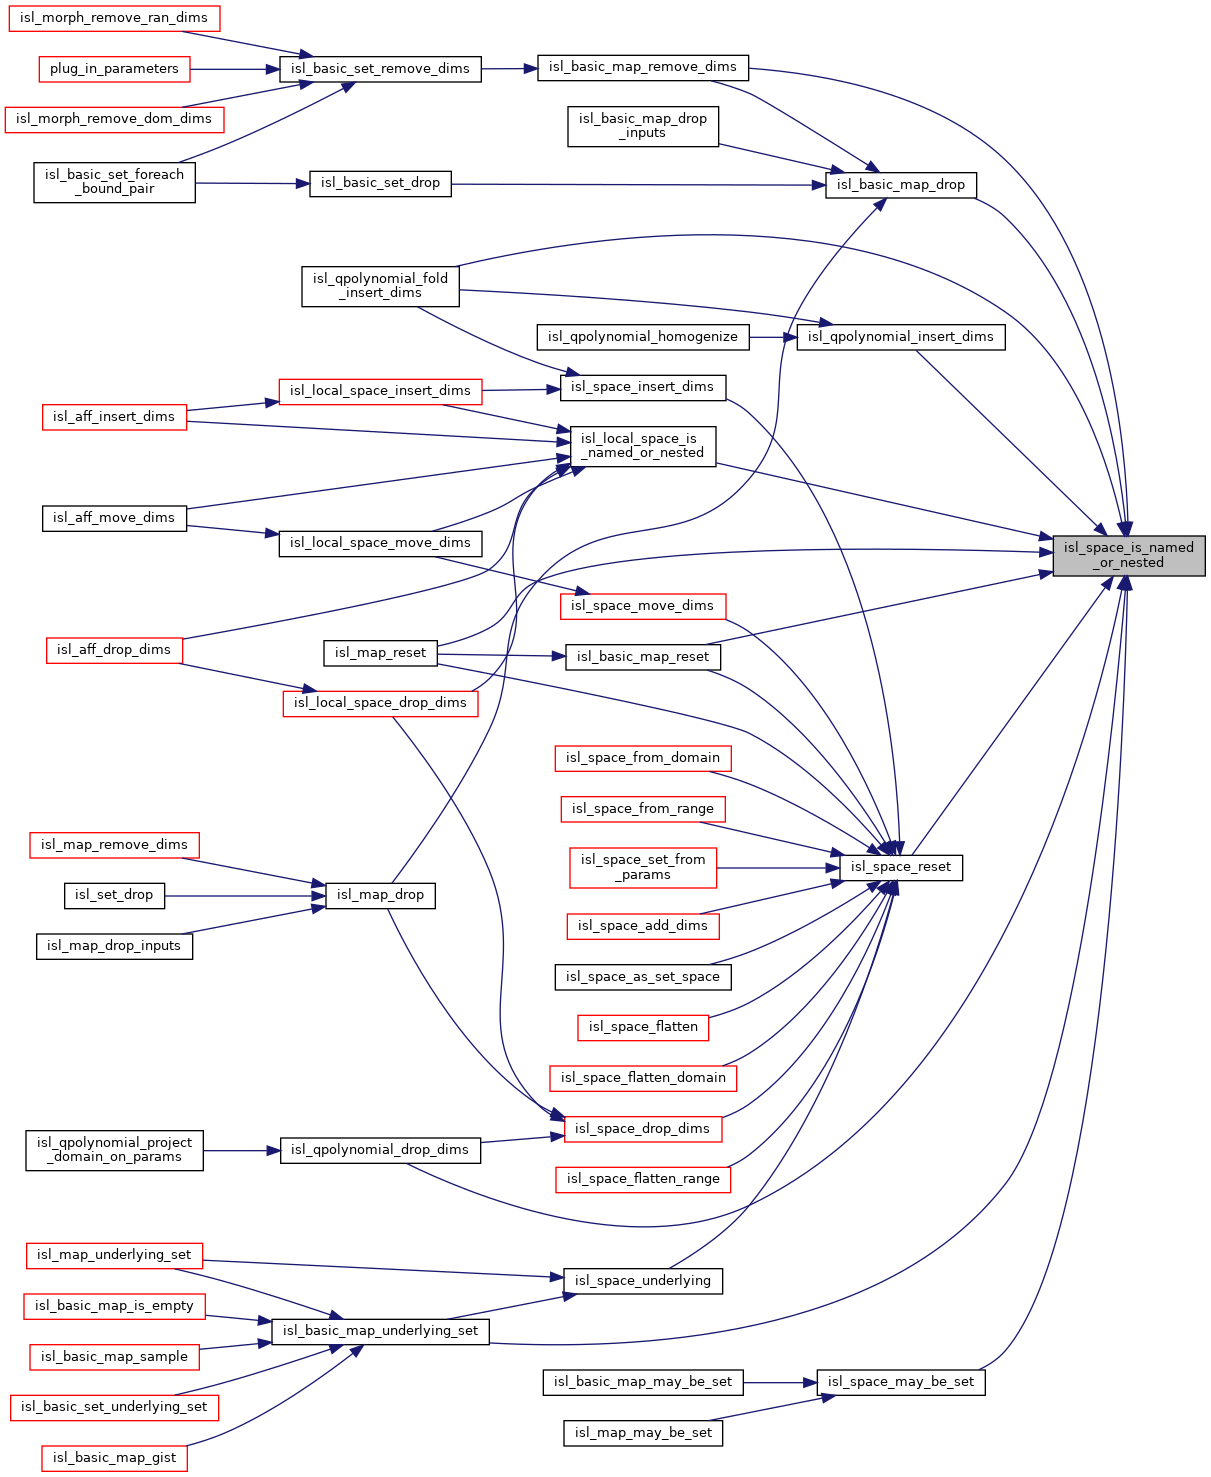 isl_morph_remove_ran_dims
plug_in_parameters
isl_basic_set_remove_dims
isl_basic_map_remove_dims
isl_morph_remove_dom_dims
isl_basic_map_drop
_inputs
isl_basic_set_foreach
_bound_pair
isl_basic_set_drop
isl_basic_map_drop
isl_qpolynomial_fold
_insert_dims
isl_qpolynomial_homogenize
isl_qpolynomial_insert_dims
isl_space_insert_dims
isl_local_space_insert_dims
isl_aff_insert_dims
isl_local_space_is
_named_or_nested
isl_aff_move_dims
isl_local_space_move_dims
isl_space_is_named
_or_nested
isl_space_move_dims
isl_aff_drop_dims
isl_map_reset
isl_basic_map_reset
isl_local_space_drop_dims
isl_space_from_domain
isl_space_from_range
isl_map_remove_dims
isl_space_set_from
_params
isl_space_reset
isl_set_drop
isl_map_drop
isl_space_add_dims
isl_map_drop_inputs
isl_space_as_set_space
isl_space_flatten
isl_space_flatten_domain
isl_space_drop_dims
isl_qpolynomial_project
_domain_on_params
isl_qpolynomial_drop_dims
isl_space_flatten_range
isl_map_underlying_set
isl_space_underlying
isl_basic_map_is_empty
isl_basic_map_underlying_set
isl_basic_map_sample
isl_basic_map_may_be_set
isl_space_may_be_set
isl_basic_set_underlying_set
isl_map_may_be_set
isl_basic_map_gist